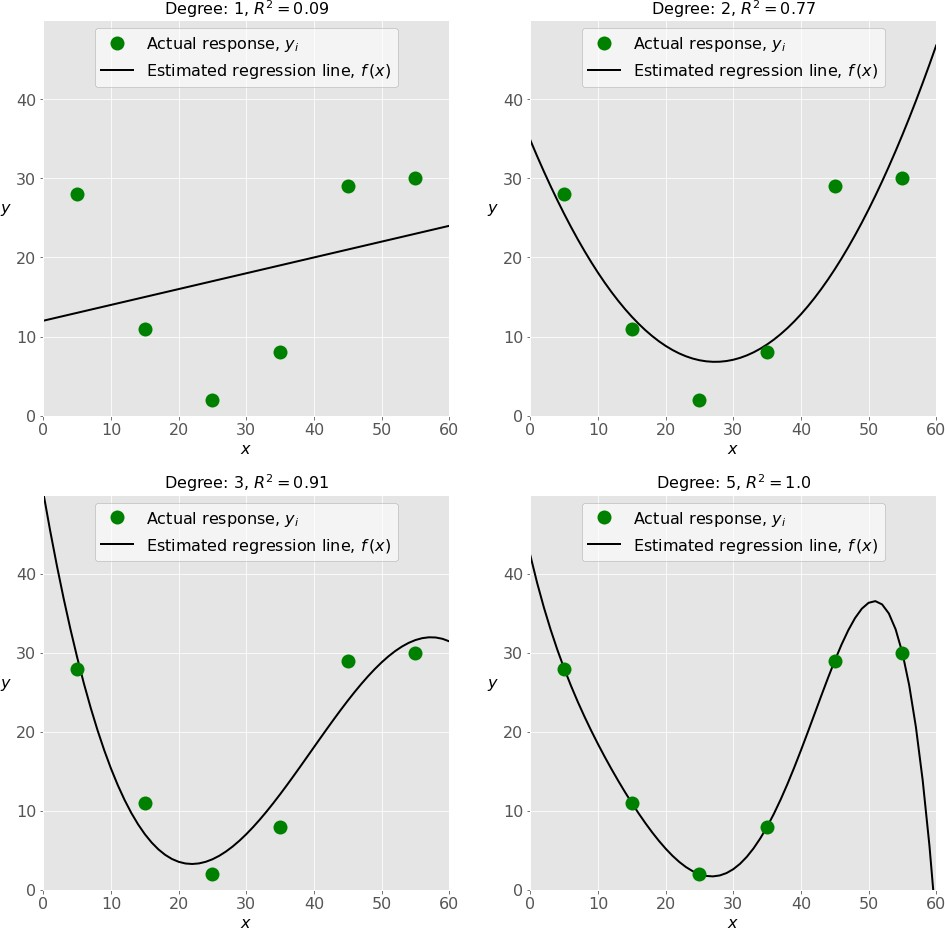 Degree: 1, R² = 0.09
Actual response, yᵢ
Estimated regression line, f(x)
40
30
y
20
10
0
0 10 20 30 40 50 60
x
Degree: 2, R² = 0.77
Actual response, yᵢ
Estimated regression line, f(x)
40
30
y
20
10
0
0 10 20 30 40 50 60
x
Degree: 3, R² = 0.91
Actual response, yᵢ
Estimated regression line, f(x)
40
30
y
20
10
0
0 10 20 30 40 50 60
x
Degree: 5, R² = 1.0
Actual response, yᵢ
Estimated regression line, f(x)
40
30
y
20
10
0
0 10 20 30 40 50 60
x